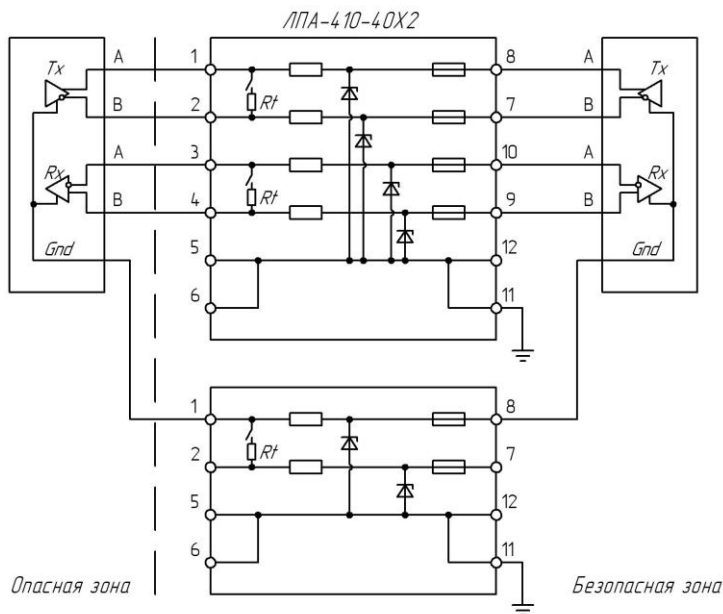 ЛПА-410-40Х2
Tx A 1 8 A Tx
B 2 Rt 7 B
Rx A 3 10 A Rx
B 4 Rt 9 B
Gnd 5 12 Gnd
6 11
1 8
2 Rt 7
5 12
6 11
Опасная зона Безопасная зона